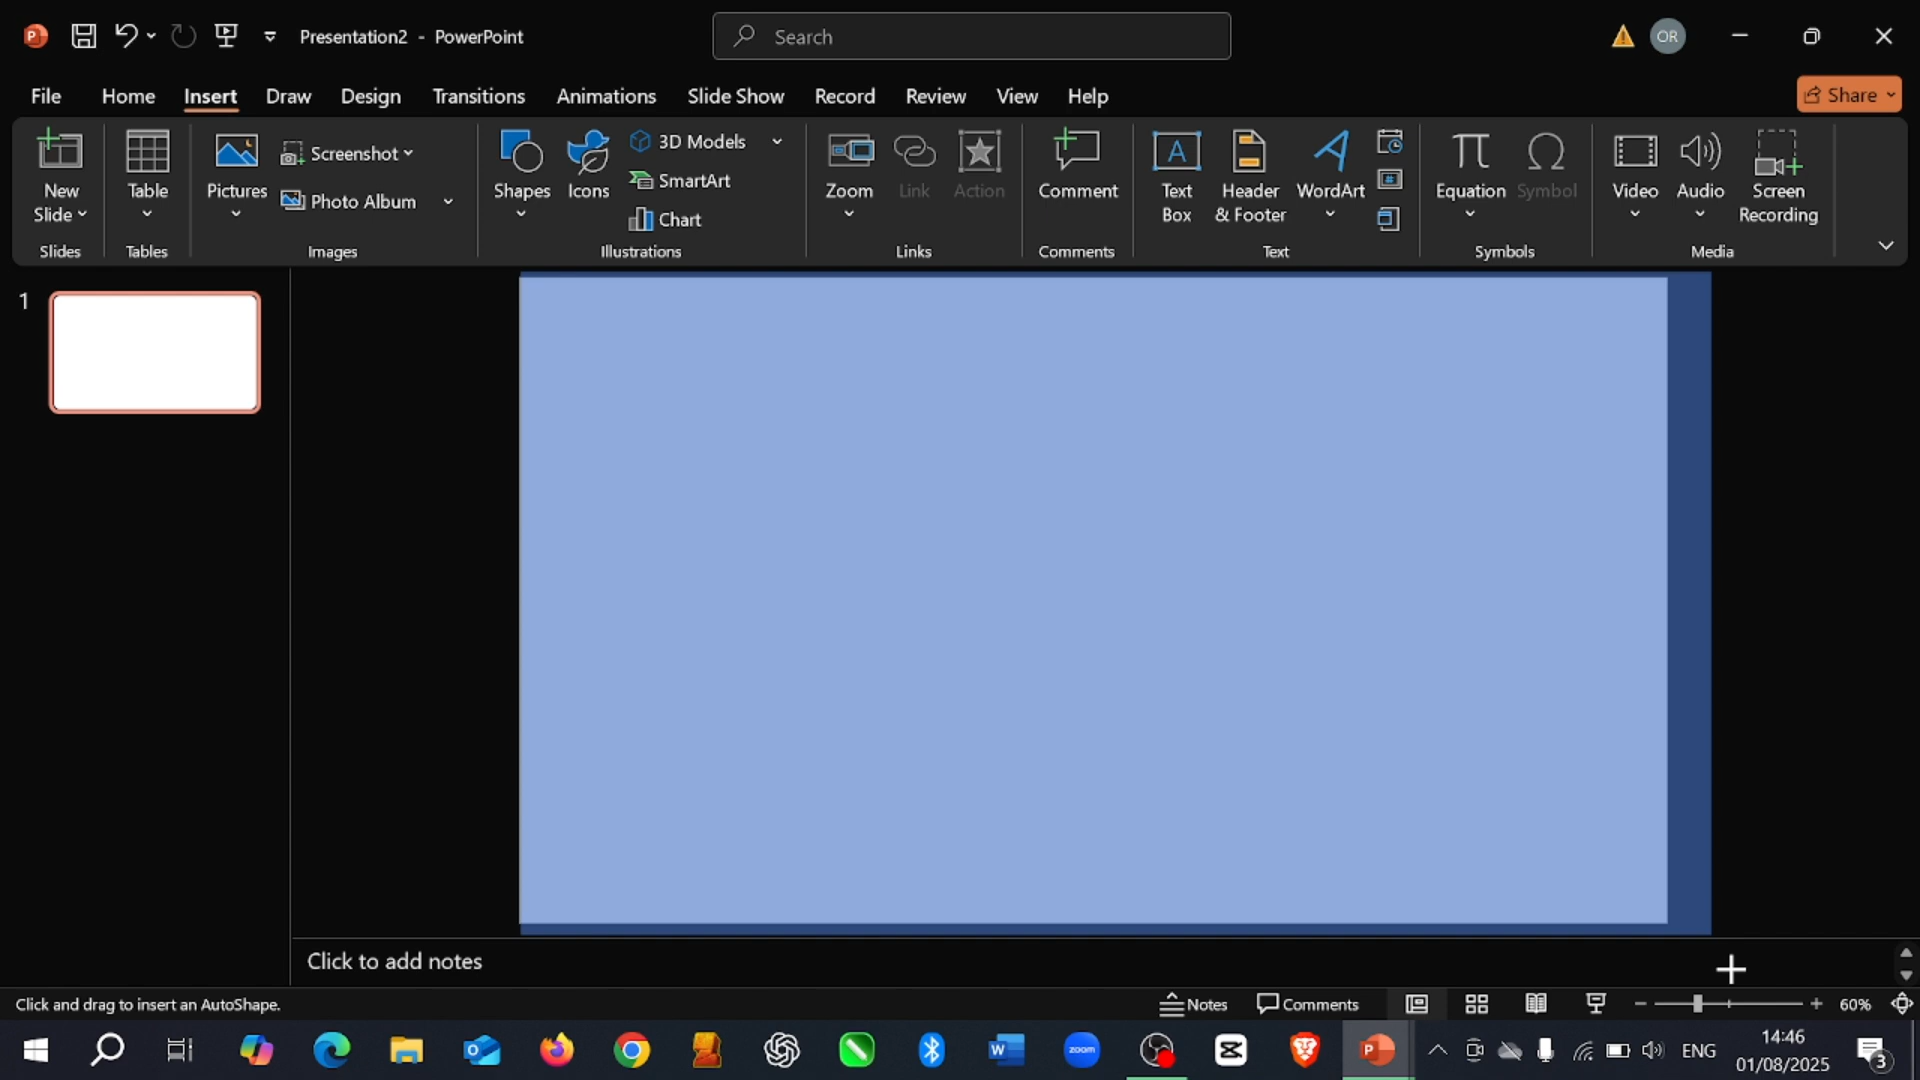 Presentation2 - PowerPoint
Search
OR
File Home Insert Draw Design Transitions Animations Slide Show Record Review View Help
Share
New Slide
Slides
Table
Tables
Pictures
Screenshot
Photo Album
Images
Shapes
Icons
3D Models
SmartArt
Chart
Illustrations
Zoom
Link
Action
Links
Comment
Comments
Text Box
Header & Footer
WordArt
Text
Equation
Symbol
Symbols
Video
Audio
Screen Recording
Media
1
Click to add notes
Click and drag to insert an AutoShape.
Notes
Comments
60%
zoom
ENG
14:46
01/08/2025
3